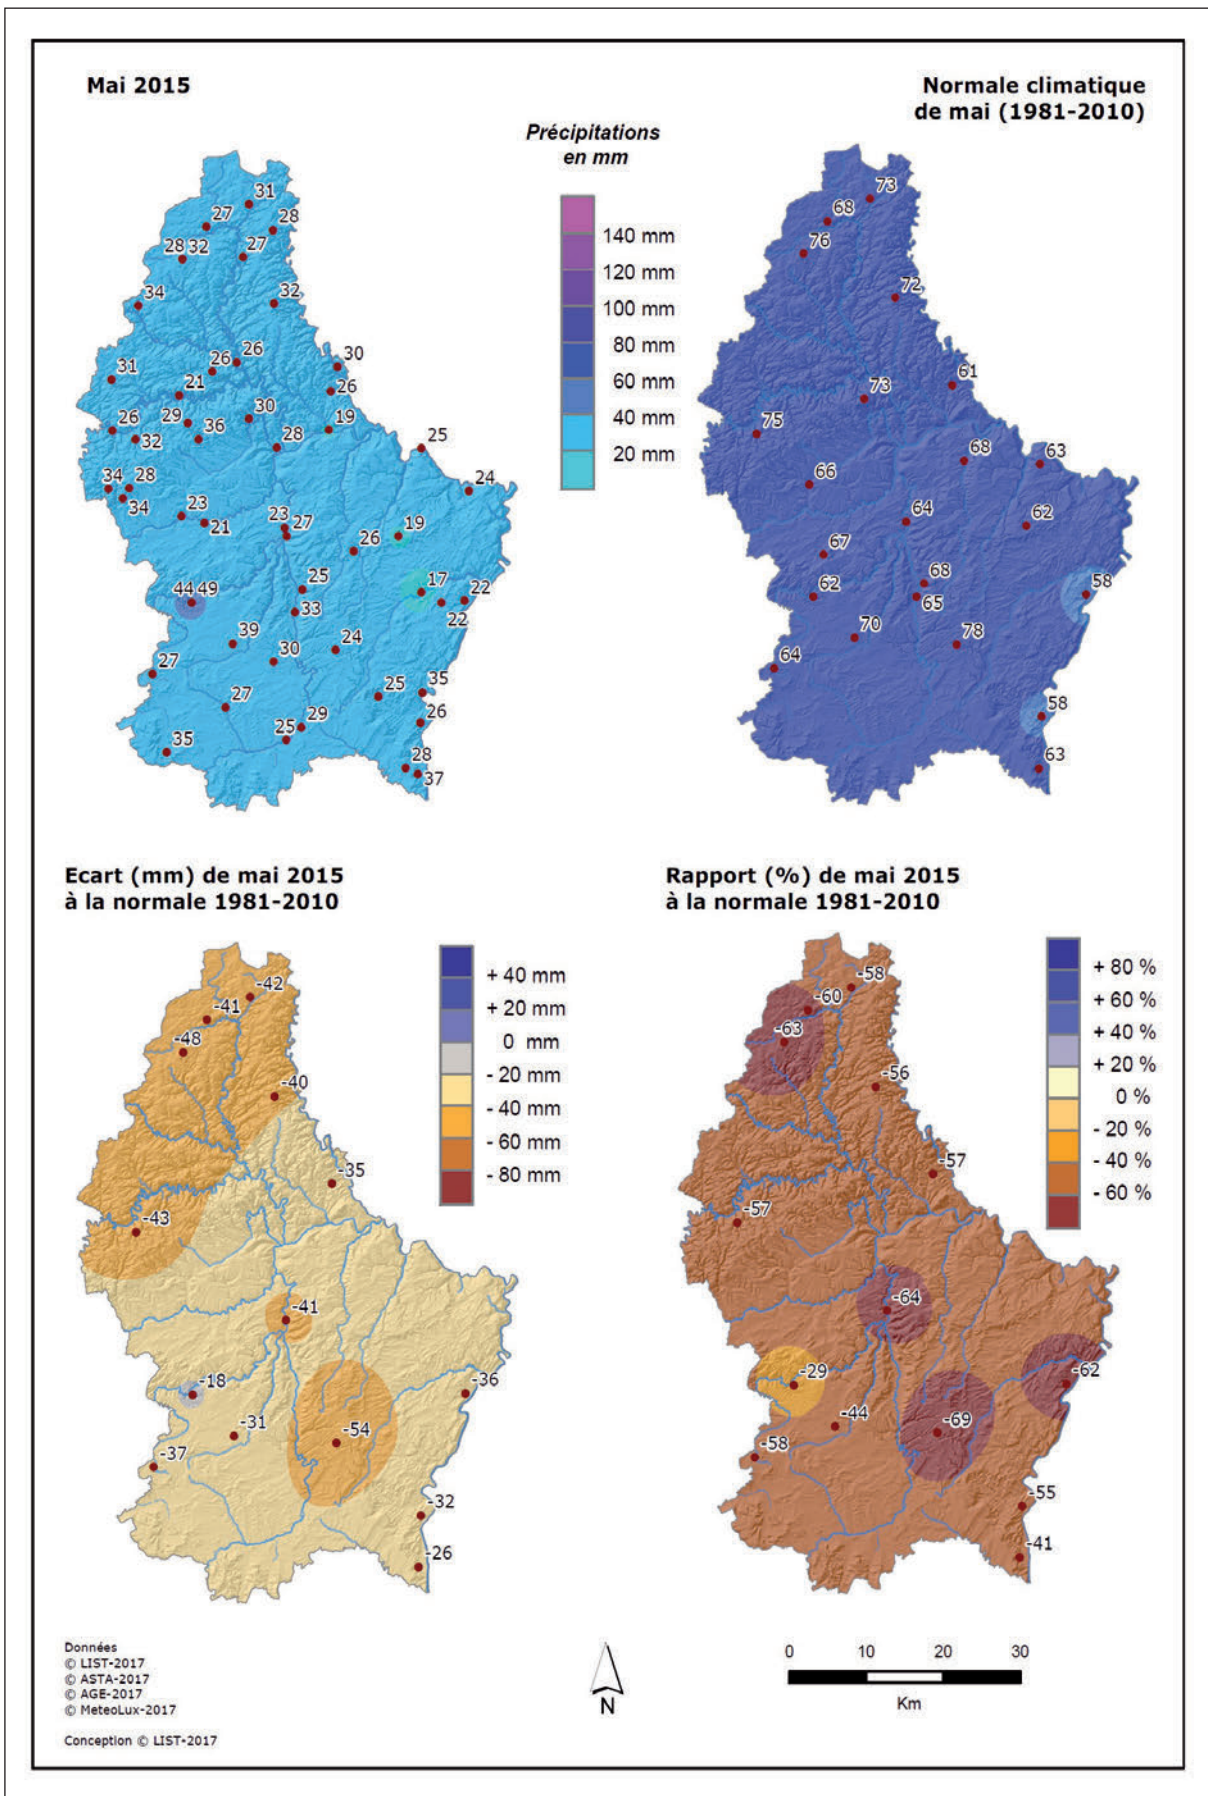 Mai 2015
Normale climatique
de mai (1981-2010)
Précipitations
en mm
140 mm
120 mm
100 mm
80 mm
60 mm
40 mm
20 mm
31
27
28
28 32
27
34
32
26
26
30
31
21
26
30
29
36
19
26
32
28
25
34
28
34
24
23
21
23
27
19
26
44 49
25
17
22
22
33
39
24
30
27
25
35
27
26
29
25
35
28
37
73
68
76
72
61
73
75
68
63
66
64
62
67
68
62
65
58
70
78
64
58
63
Ecart (mm) de mai 2015
à la normale 1981-2010
+ 40 mm
+ 20 mm
0 mm
- 20 mm
- 40 mm
- 60 mm
- 80 mm
-42
-41
-48
-40
-35
-43
-41
-18
-36
-31
-54
-37
-32
-26
Rapport (%) de mai 2015
à la normale 1981-2010
+ 80 %
+ 60 %
+ 40 %
+ 20 %
0 %
- 20 %
- 40 %
- 60 %
-58
-60
-63
-56
-57
-57
-64
-29
-62
-44
-69
-58
-55
-41
Données
© LIST-2017
© ASTA-2017
© AGE-2017
© MeteoLux-2017
Conception © LIST-2017
N
0 10 20 30
Km